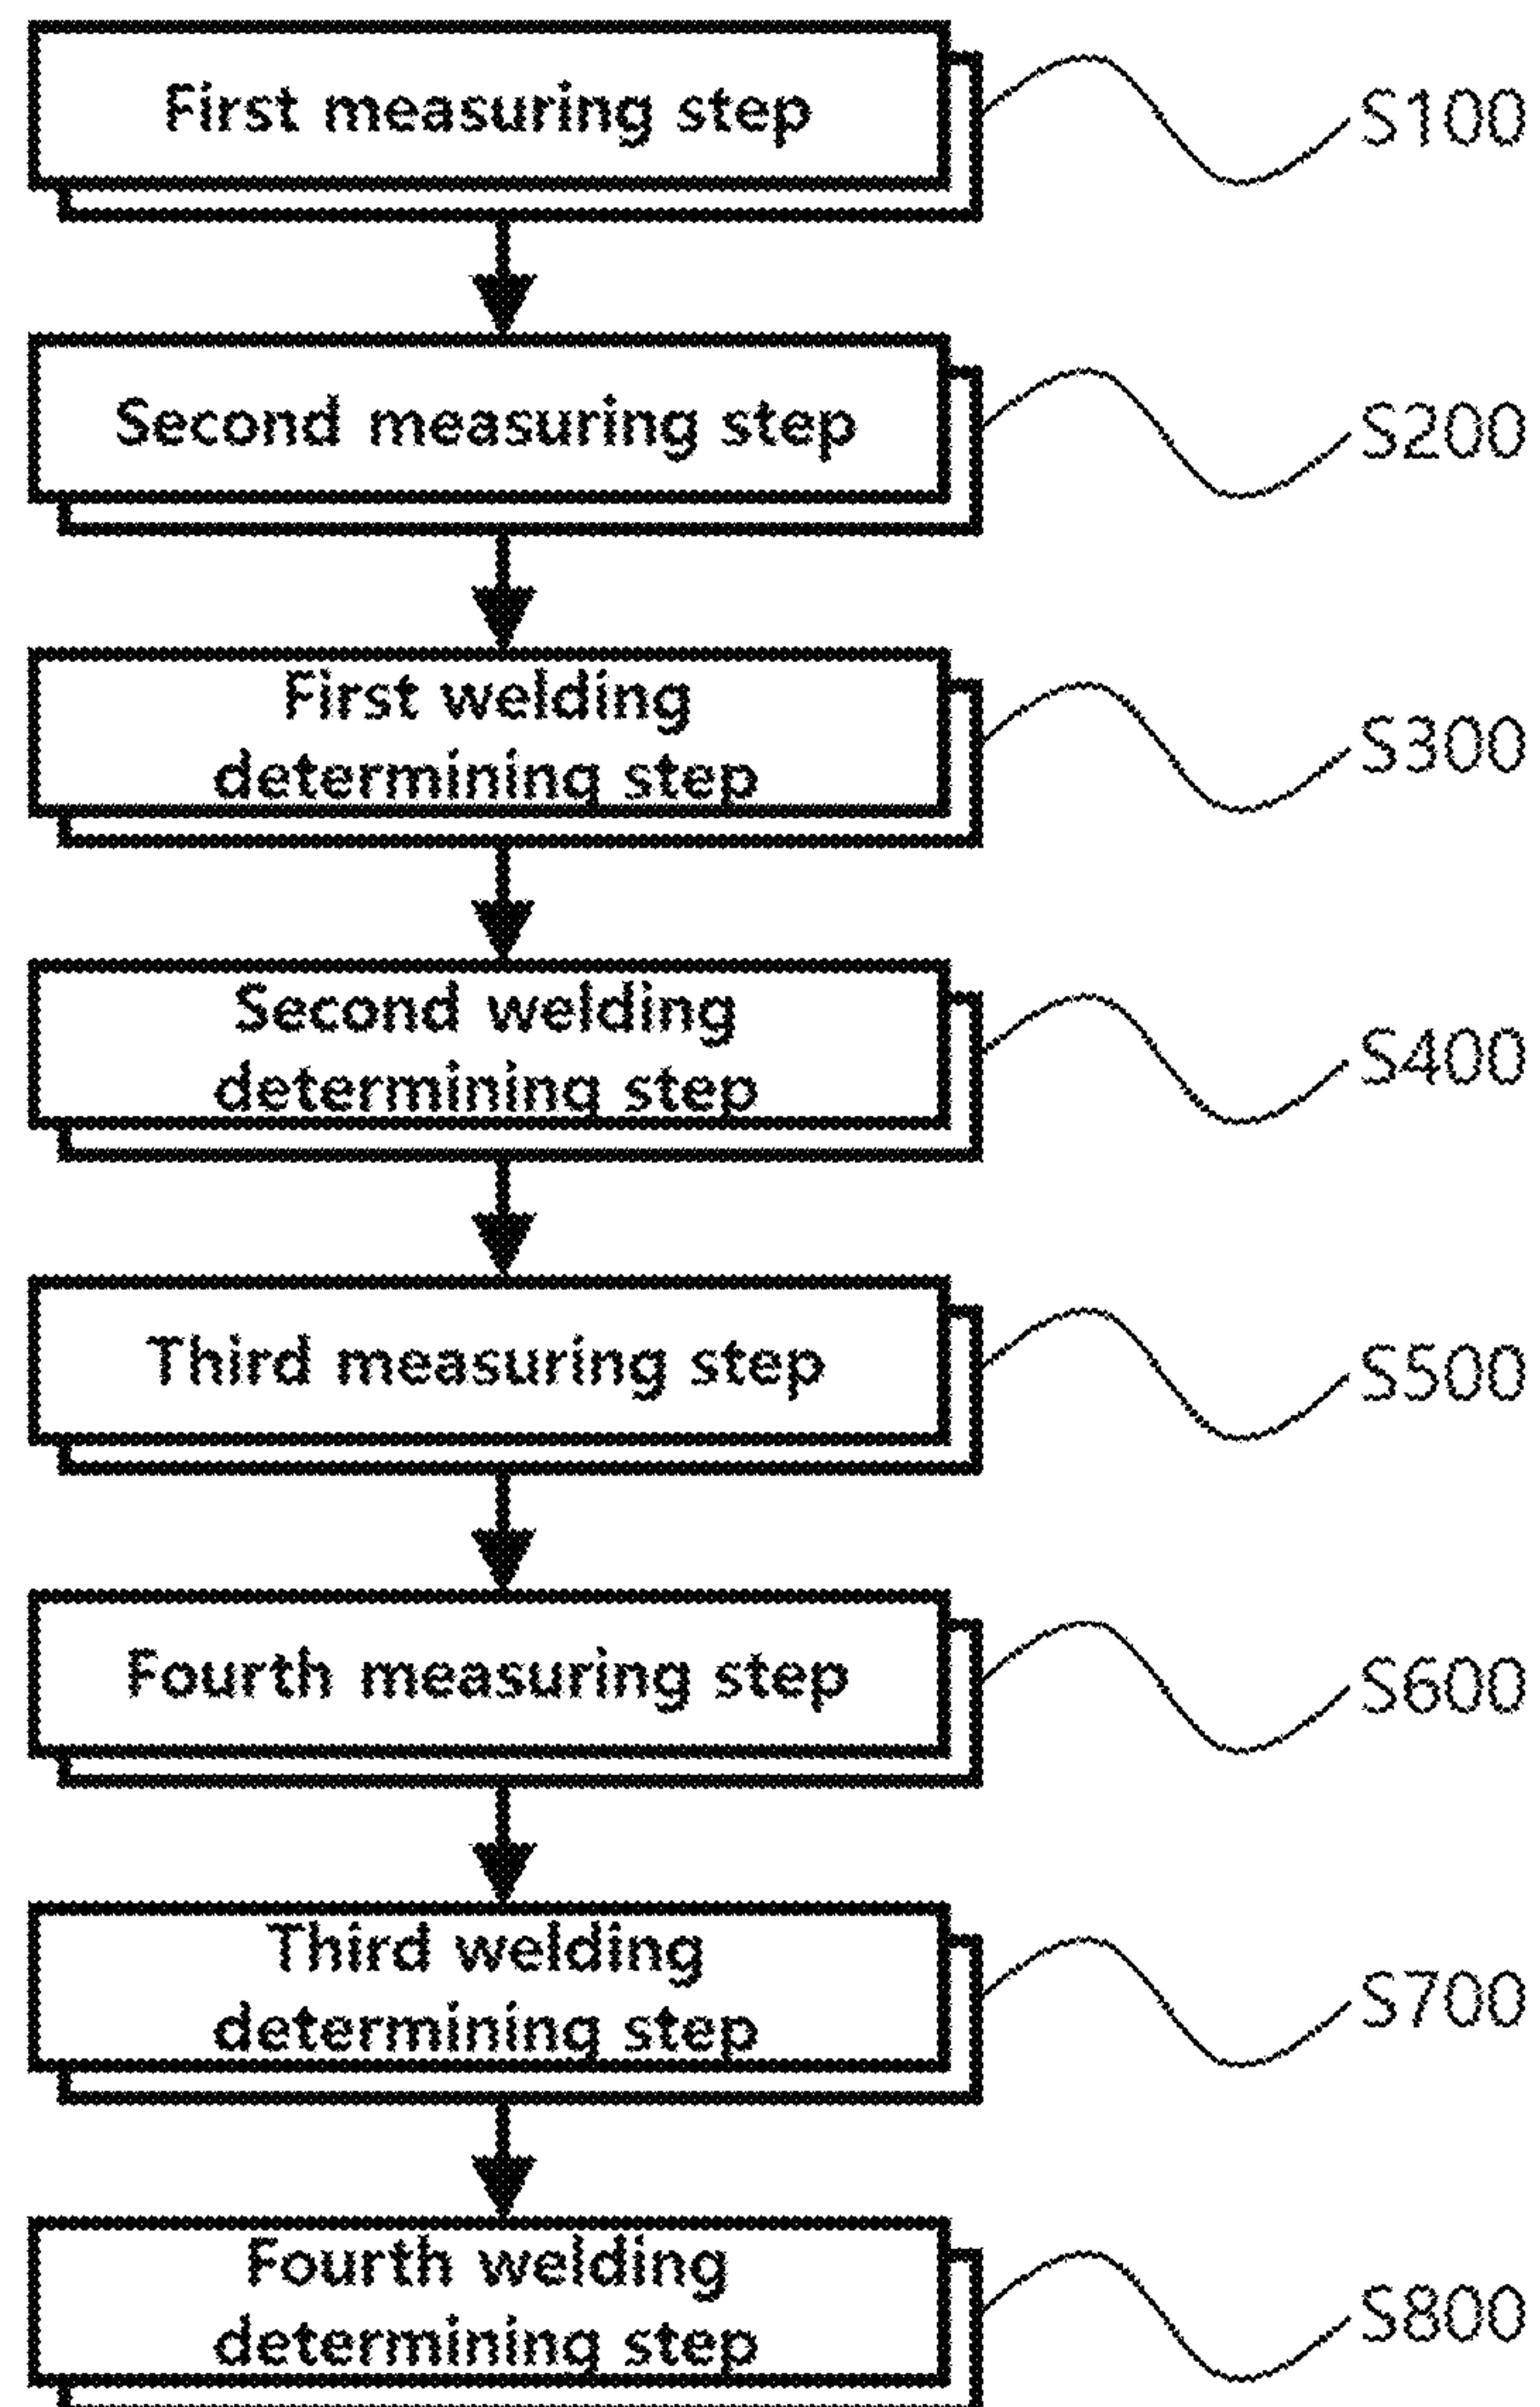 First measuring step
S100
Second measuring step
S200
First welding
determining step
S300
Second welding
determining step
S400
Third measuring step
S500
Fourth measuring step
S600
Third welding
determining step
S700
Fourth welding
determining step
S800